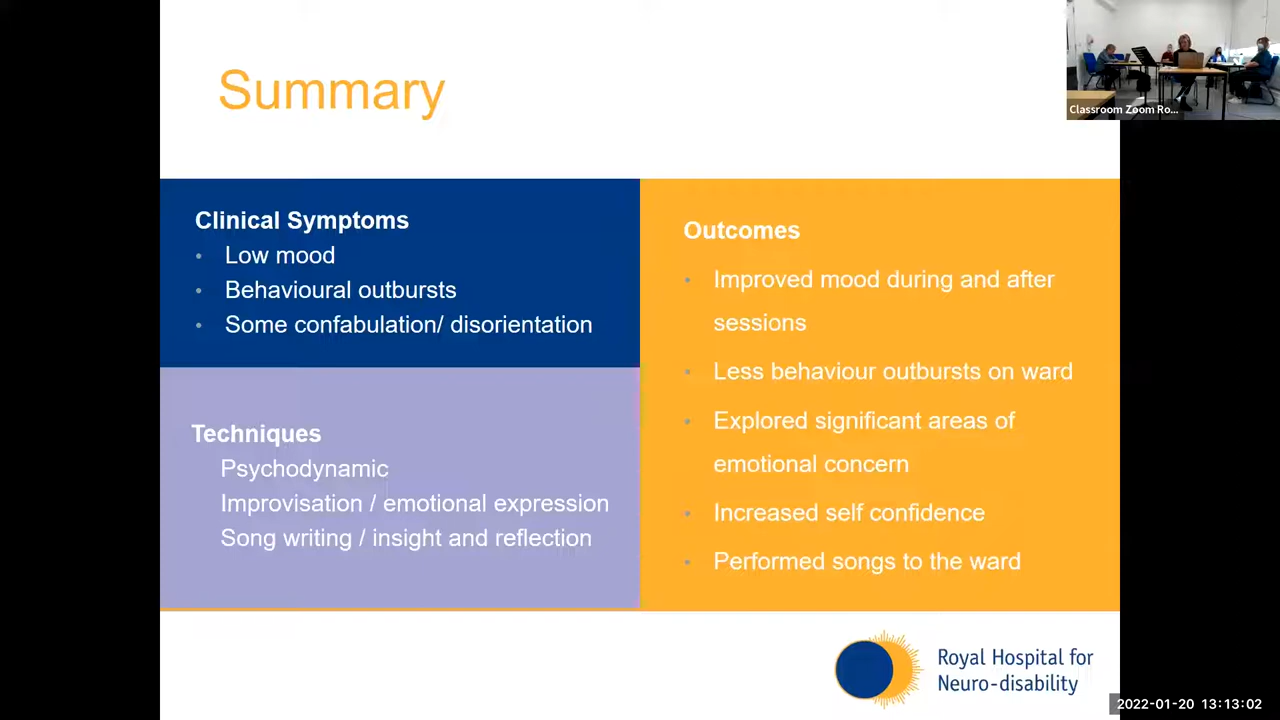 Summary
Classroom Zoom Ro...
Clinical Symptoms
• Low mood
• Behavioural outbursts
• Some confabulation/ disorientation
Techniques
Psychodynamic
Improvisation / emotional expression
Song writing / insight and reflection
Outcomes
• Improved mood during and after
sessions
• Less behaviour outbursts on ward
• Explored significant areas of
emotional concern
• Increased self confidence
• Performed songs to the ward
Royal Hospital for
Neuro-disability
2022-01-20 13:13:02